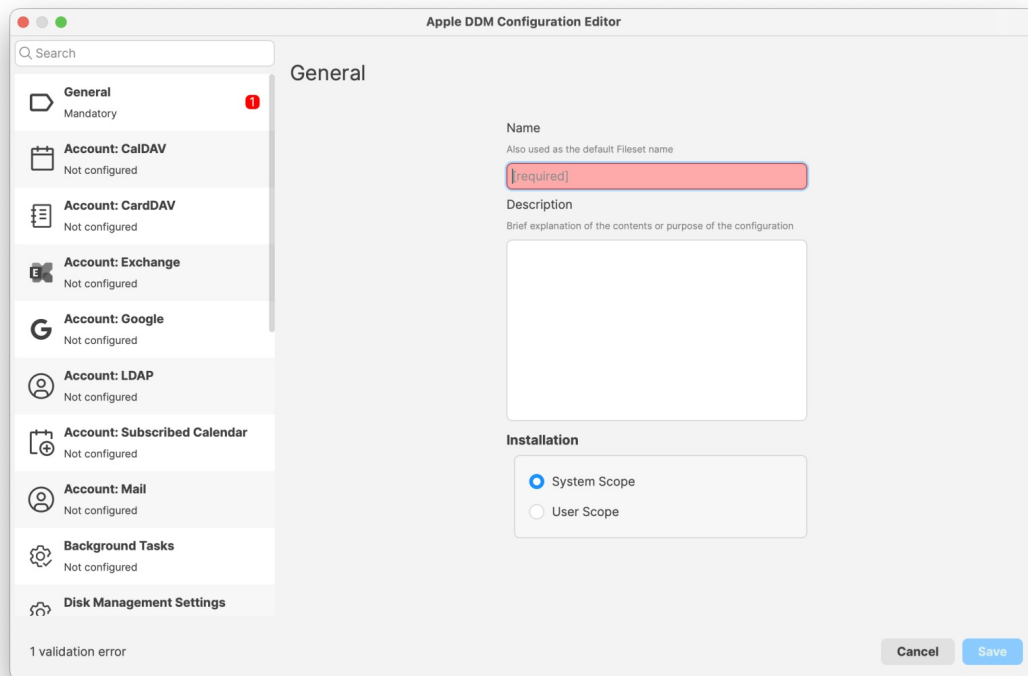 Apple DDM Configuration Editor
Search
General
Mandatory
1
Account: CalDAV
Not configured
Account: CardDAV
Not configured
E
Account: Exchange
Not configured
G
Account: Google
Not configured
Account: LDAP
Not configured
Account: Subscribed Calendar
Not configured
Account: Mail
Not configured
Background Tasks
Not configured
Disk Management Settings
General
Name
Also used as the default Fileset name
[required]
Description
Brief explanation of the contents or purpose of the configuration
Installation
System Scope
User Scope
1 validation error
Cancel
Save